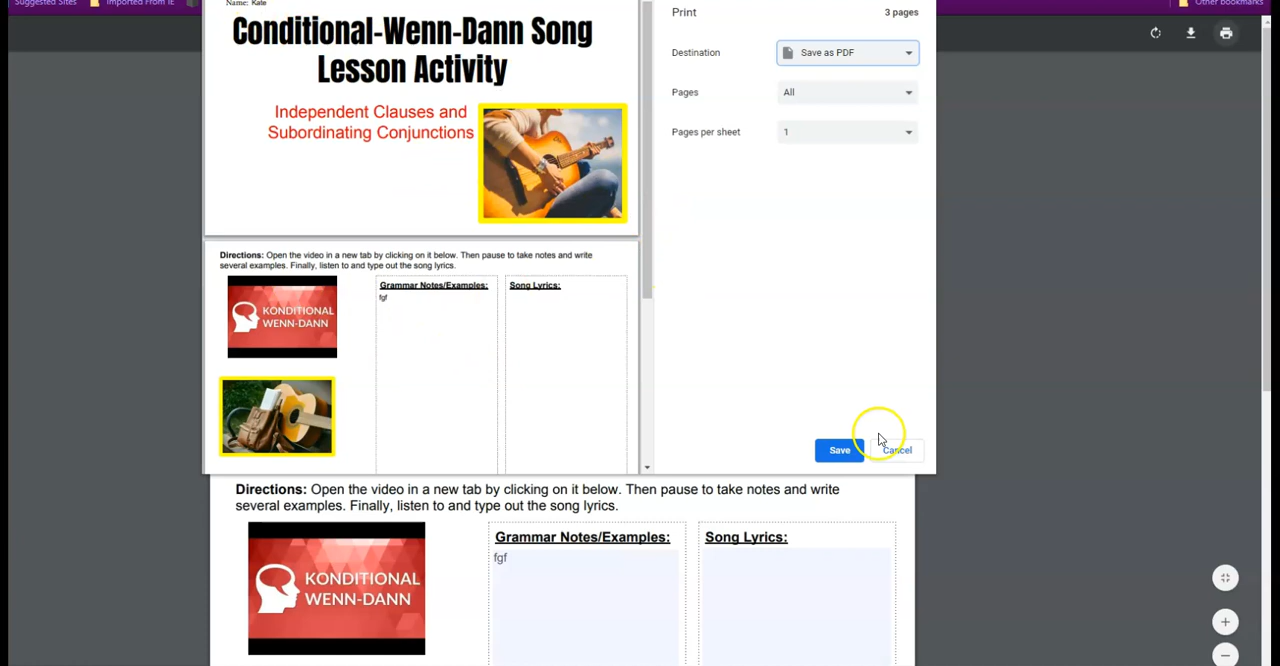 Suggested Sites
Imported From IE
Other bookmarks
Name: Kate
Conditional-Wenn-Dann Song
Lesson Activity
Independent Clauses and
Subordinating Conjunctions
Directions: Open the video in a new tab by clicking on it below. Then pause to take notes and write
several examples. Finally, listen to and type out the song lyrics.
KONDITIONAL
WENN-DANN
Grammar Notes/Examples:
fgf
Song Lyrics:
Print
3 pages
Destination
Save as PDF
Pages
All
Pages per sheet
1
Save
Cancel
Directions: Open the video in a new tab by clicking on it below. Then pause to take notes and write
several examples. Finally, listen to and type out the song lyrics.
KONDITIONAL
WENN-DANN
Grammar Notes/Examples:
fgf
Song Lyrics: